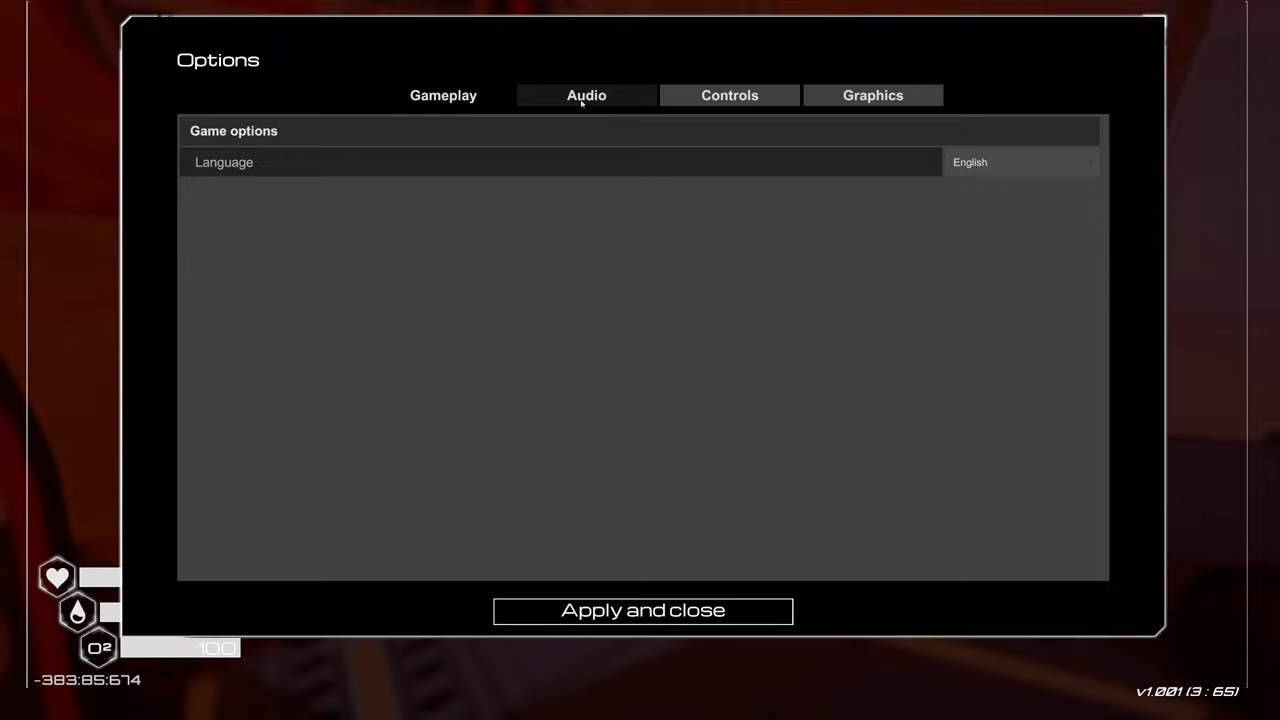 Options
Gameplay Audio Controls Graphics
Game options
Language English
Apply and close
O² 100
-383:85:674
v1.001 (3 : 65)